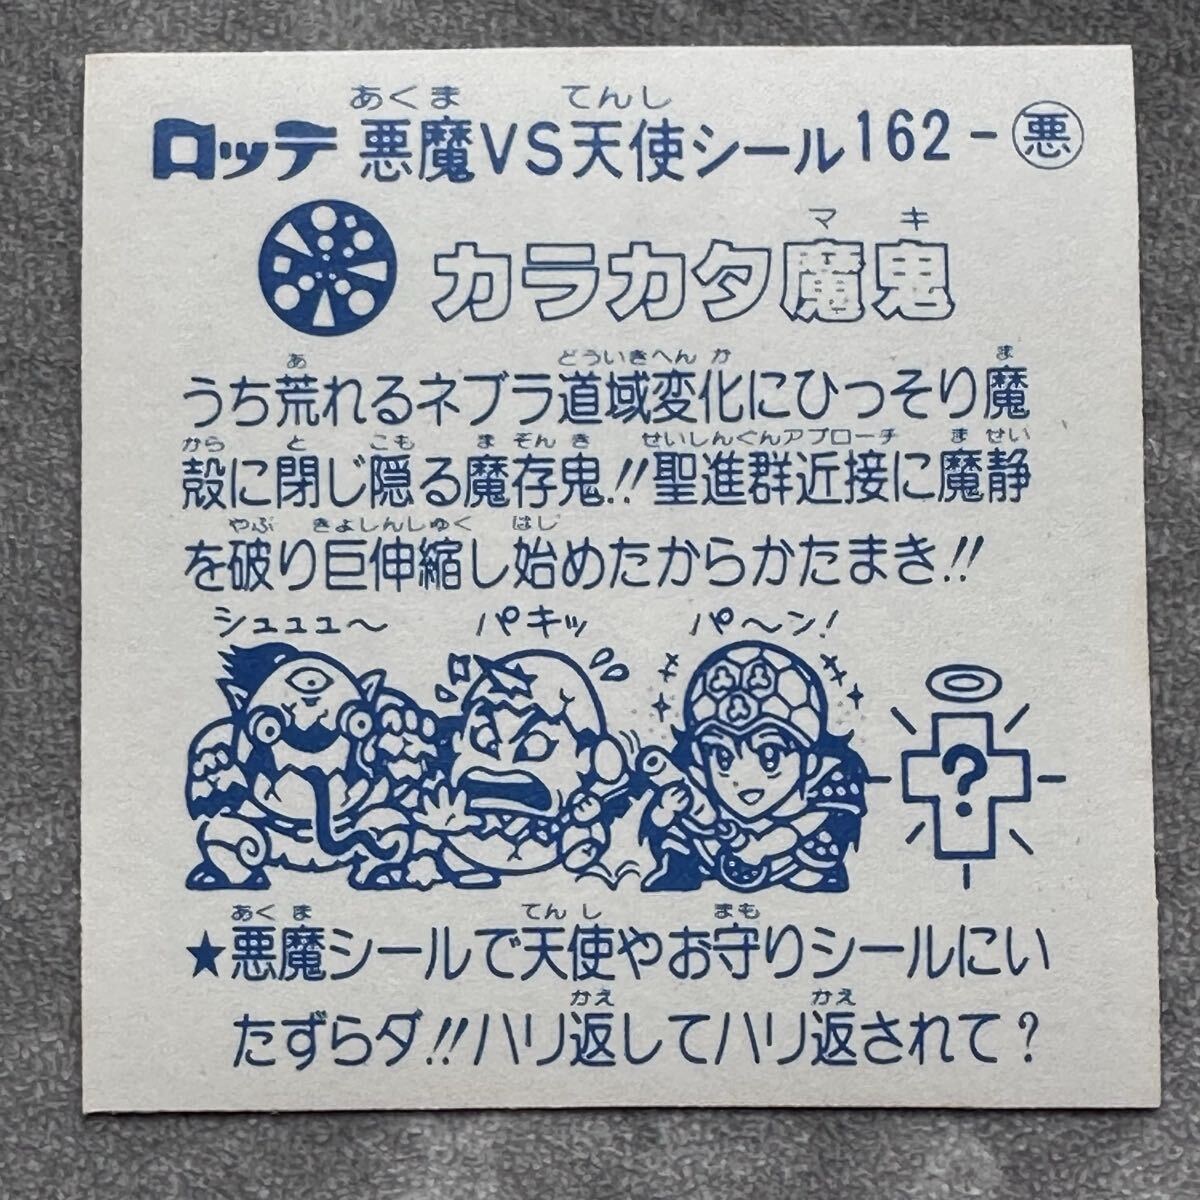 あくま てんし
ロッテ 悪魔VS天使シール162-悪
マ キ
カラカタ魔鬼
あ どういきへん か ま
うち荒れるネブラ道域変化にひっそり魔
から と こも ま ぞん き せいしんぐんアプローチ ま せい
殻に閉じ隠る魔存鬼!!聖進群近接に魔静
やぶ きょしんしゅく はじ
を破り巨伸縮し始めたからかたまき!!
シュュュ〜 パキッ パ〜ン!
?
あく ま てん し まも
★悪魔シールで天使やお守りシールにい
かえ かえ
たずらダ!!ハリ返してハリ返されて?